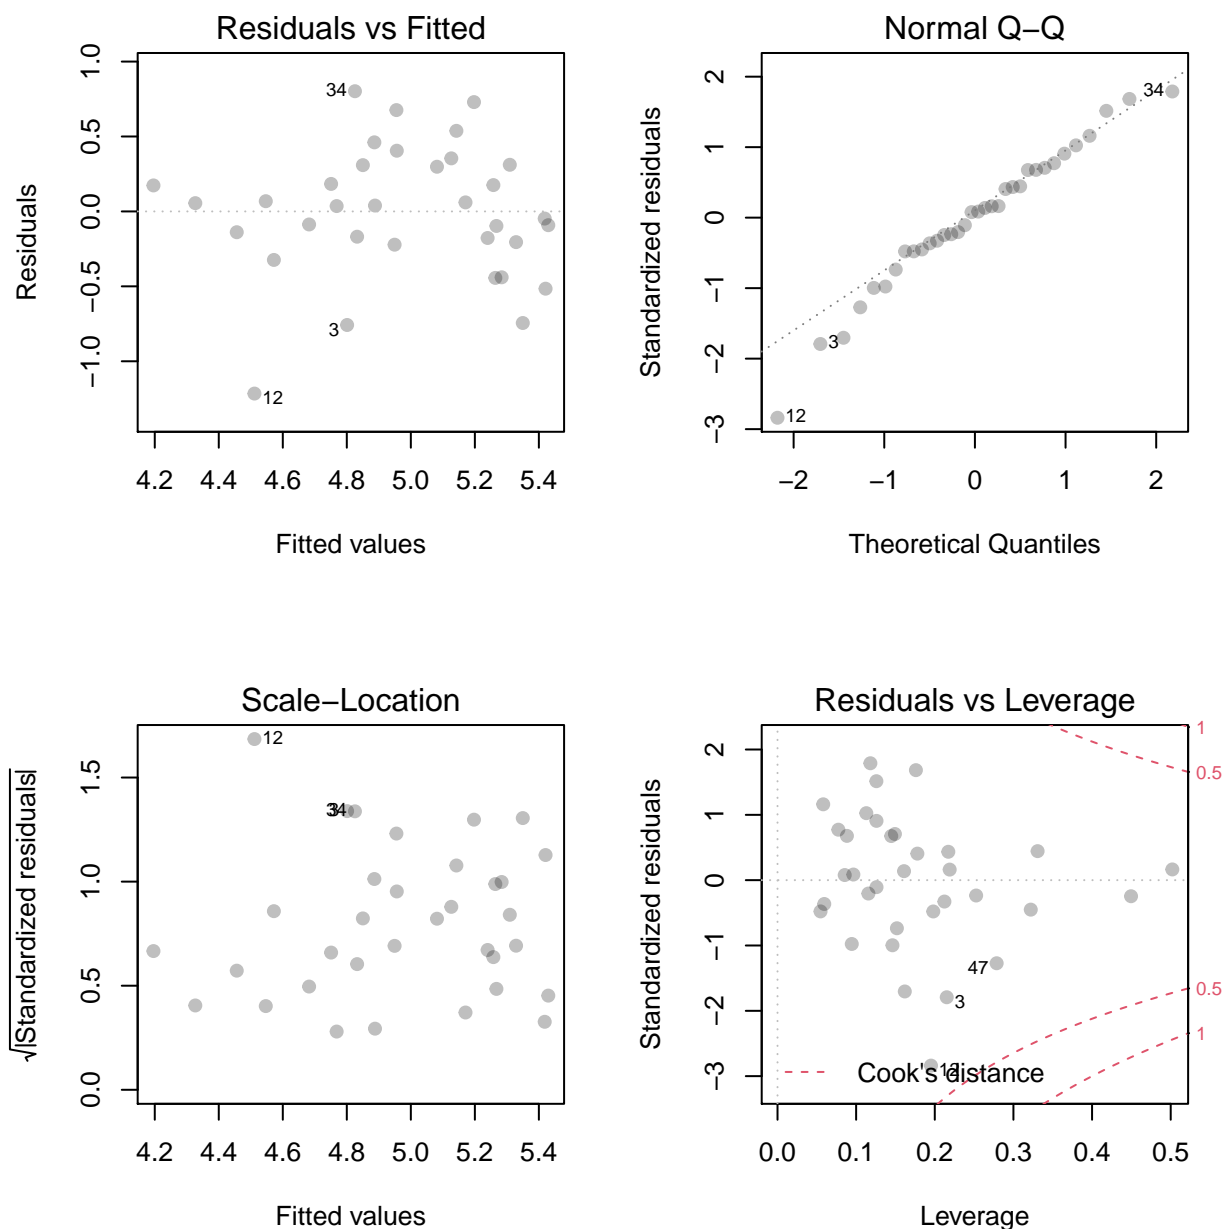 Residuals vs Fitted
Residuals
1.0
0.5
0.0
−0.5
−1.0
34
3
12
4.2 4.4 4.6 4.8 5.0 5.2 5.4
Fitted values
Normal Q−Q
Standardized residuals
2
1
0
−1
−2
−3
34
3
12
−2 −1 0 1 2
Theoretical Quantiles
Scale−Location
√|Standardized residuals|
1.5
1.0
0.5
0.0
12
3
34
4.2 4.4 4.6 4.8 5.0 5.2 5.4
Fitted values
Residuals vs Leverage
Standardized residuals
2
1
0
−1
−2
−3
1
0.5
0.5
1
47
3
12
Cook's distance
0.0 0.1 0.2 0.3 0.4 0.5
Leverage